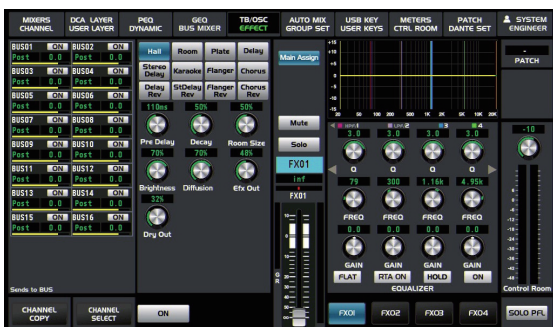 MIXERS DCA LAYER PEQ GEQ TB/OSC AUTO MIX USB KEY METERS PATCH SYSTEM
CHANNEL USER LAYER DYNAMIC BUS MIXER EFFECT GROUP SET USER KEYS CTRL ROOM DANTE SET ENGINEER
BUS01 ON BUS02 ON
Post 0.0 Post 0.0
BUS03 ON BUS04 ON
Post 0.0 Post 0.0
BUS05 ON BUS06 ON
Post 0.0 Post 0.0
BUS07 ON BUS08 ON
Post 0.0 Post 0.0
BUS09 ON BUS10 ON
Post 0.0 Post 0.0
BUS11 ON BUS12 ON
Post 0.0 Post 0.0
BUS13 ON BUS14 ON
Post 0.0 Post 0.0
BUS15 ON BUS16 ON
Post 0.0 Post 0.0
Sends to BUS
CHANNEL COPY
CHANNEL SELECT
Hall Room Plate Delay
Stereo Delay Karaoke Flanger Chorus
Delay Rev StDelay Rev Flanger Rev Chorus Rev
110ms 50% 50%
Pre Delay Decay Room Size
70% 70% 48%
Brightness Diffusion Efx Out
32%
Dry Out
ON
Main Assign
Mute
Solo
FX01
inf
FX01
3.0 3.0 3.0 3.0
Q Q Q Q
79 300 1.16k 4.95k
FREQ FREQ FREQ FREQ
0.0 0.0 0.0 0.0
GAIN GAIN GAIN GAIN
FLAT RTA ON HOLD ON
EQUALIZER
FX01 FX02 FX03 FX04
-
PATCH
-10
Control Room
SOLO PFL